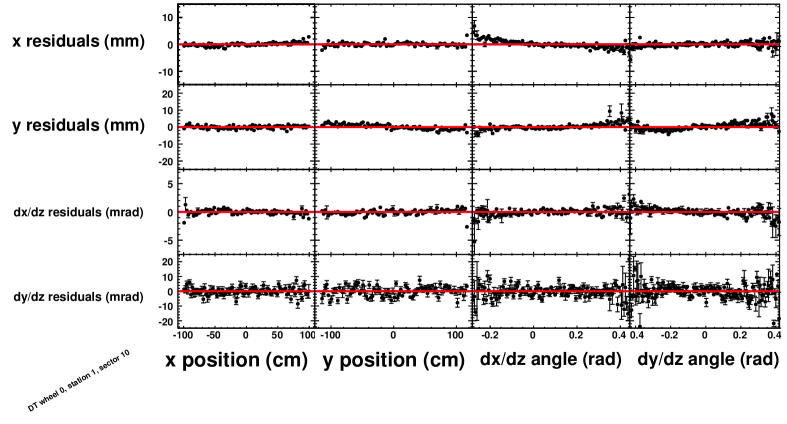 x residuals (mm)
10
0
-10
y residuals (mm)
20
10
0
-10
-20
dx/dz residuals (mrad)
5
0
-5
dy/dz residuals (mrad)
20
10
0
-10
-20
-100 -50 0 50 100 -100 0 100 -0.2 0 0.2 0.4 0.4 -0.2 0 0.2 0.4
x position (cm) y position (cm) dx/dz angle (rad) dy/dz angle (rad)
DT wheel 0, station 1, sector 10